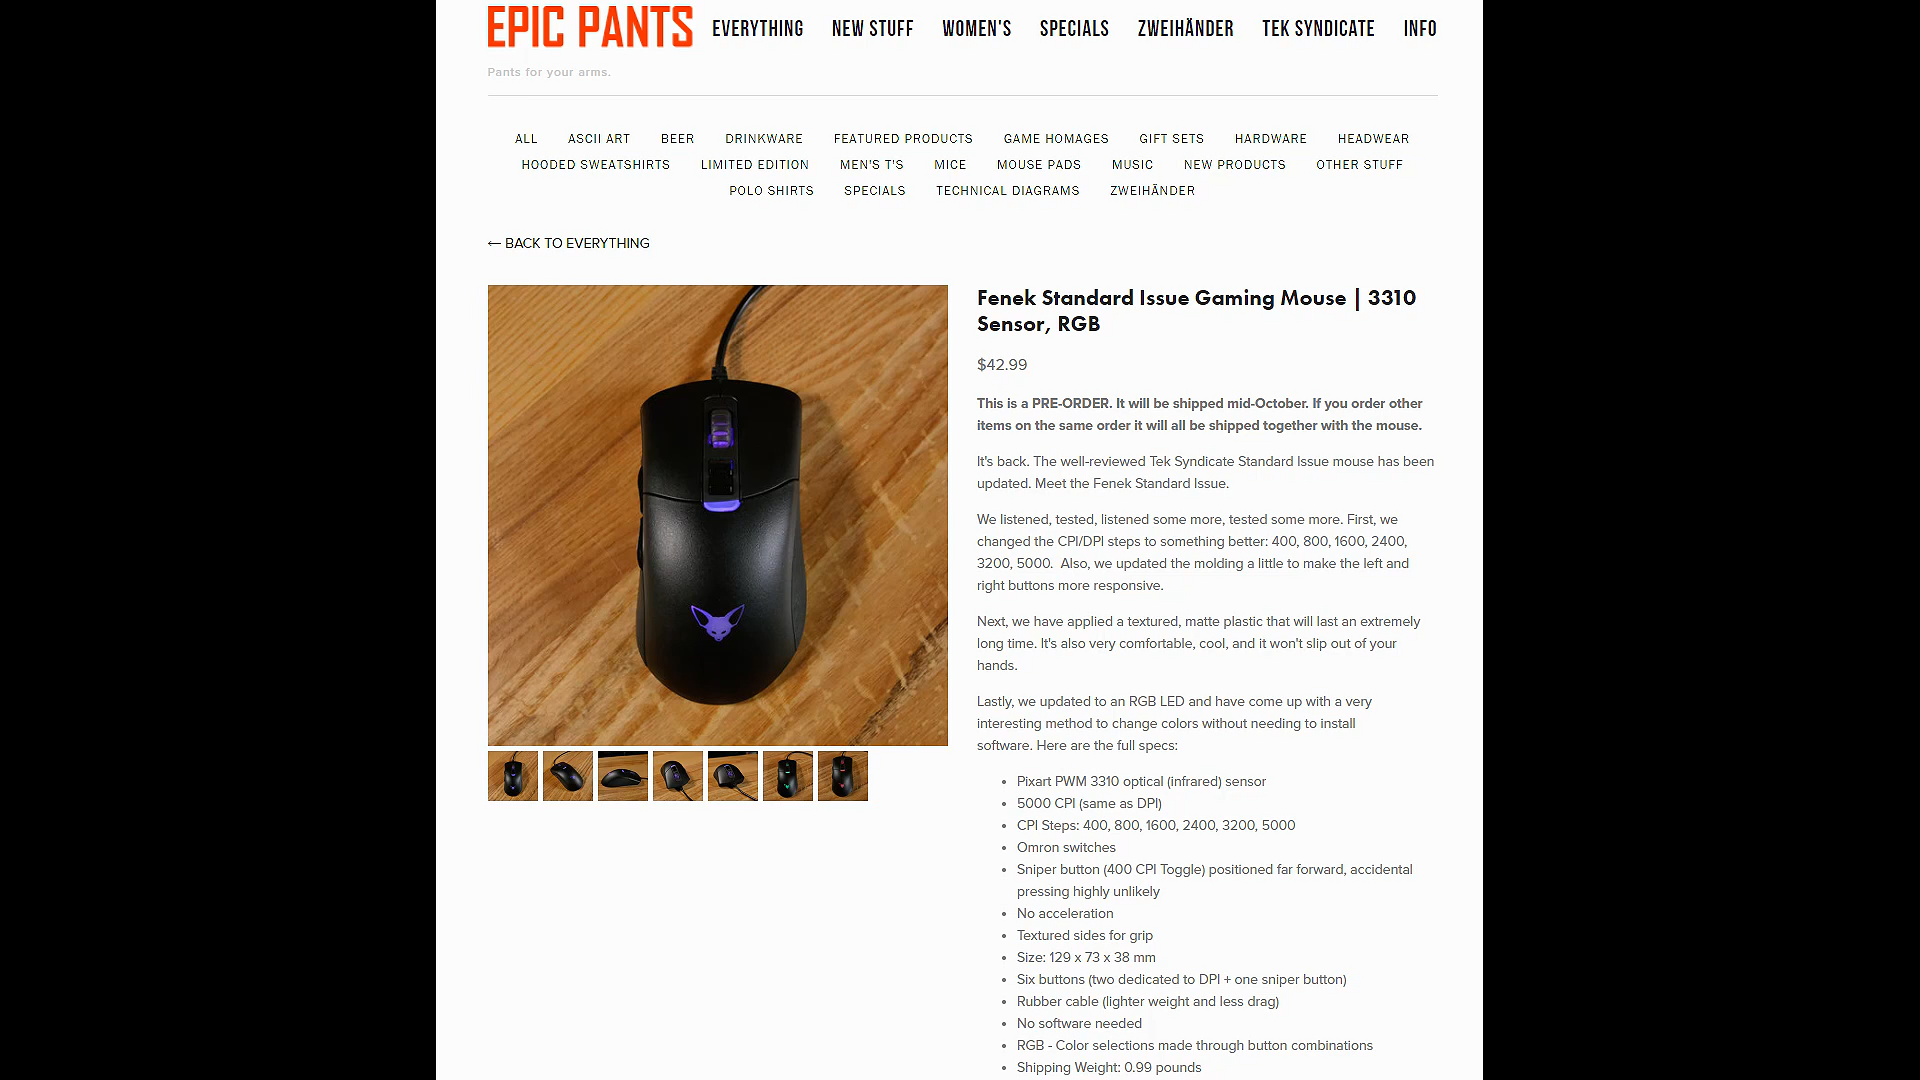 EPIC PANTS
EVERYTHING NEW STUFF WOMEN'S SPECIALS ZWEIHÄNDER TEK SYNDICATE INFO
Pants for your arms.
ALL ASCII ART BEER DRINKWARE FEATURED PRODUCTS GAME HOMAGES GIFT SETS HARDWARE HEADWEAR
HOODED SWEATSHIRTS LIMITED EDITION MEN'S T'S MICE MOUSE PADS MUSIC NEW PRODUCTS OTHER STUFF
POLO SHIRTS SPECIALS TECHNICAL DIAGRAMS ZWEIHÄNDER
← BACK TO EVERYTHING
Fenek Standard Issue Gaming Mouse | 3310
Sensor, RGB
$42.99
This is a PRE-ORDER. It will be shipped mid-October. If you order other
items on the same order it will all be shipped together with the mouse.
It's back. The well-reviewed Tek Syndicate Standard Issue mouse has been
updated. Meet the Fenek Standard Issue.
We listened, tested, listened some more, tested some more. First, we
changed the CPI/DPI steps to something better: 400, 800, 1600, 2400,
3200, 5000.  Also, we updated the molding a little to make the left and
right buttons more responsive.
Next, we have applied a textured, matte plastic that will last an extremely
long time. It's also very comfortable, cool, and it won't slip out of your
hands.
Lastly, we updated to an RGB LED and have come up with a very
interesting method to change colors without needing to install
software. Here are the full specs:
• Pixart PWM 3310 optical (infrared) sensor
• 5000 CPI (same as DPI)
• CPI Steps: 400, 800, 1600, 2400, 3200, 5000
• Omron switches
• Sniper button (400 CPI Toggle) positioned far forward, accidental
pressing highly unlikely
• No acceleration
• Textured sides for grip
• Size: 129 x 73 x 38 mm
• Six buttons (two dedicated to DPI + one sniper button)
• Rubber cable (lighter weight and less drag)
• No software needed
• RGB - Color selections made through button combinations
• Shipping Weight: 0.99 pounds